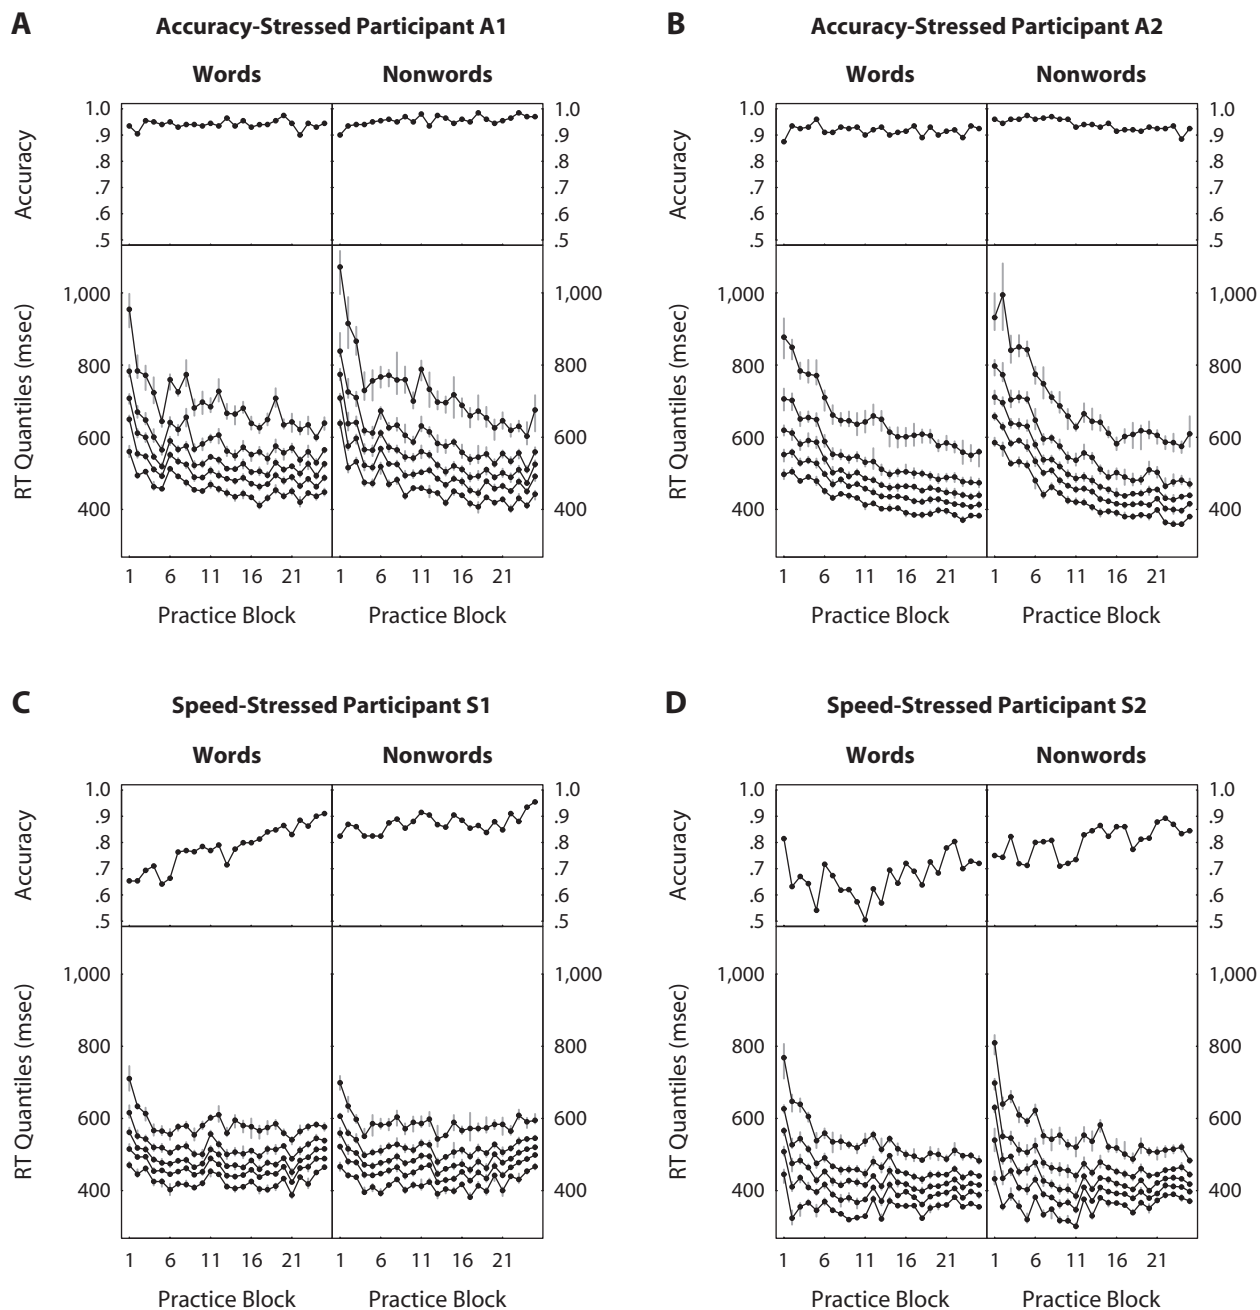 A Accuracy-Stressed Participant A1
Words Nonwords
Accuracy
1.0 1.0
.9 .9
.8 .8
.7 .7
.6 .6
.5 .5
RT Quantiles (msec)
1,000 1,000
800 800
600 600
400 400
1 6 11 16 21 1 6 11 16 21
Practice Block Practice Block
B Accuracy-Stressed Participant A2
Words Nonwords
Accuracy
1.0 1.0
.9 .9
.8 .8
.7 .7
.6 .6
.5 .5
RT Quantiles (msec)
1,000 1,000
800 800
600 600
400 400
1 6 11 16 21 1 6 11 16 21
Practice Block Practice Block
C Speed-Stressed Participant S1
Words Nonwords
Accuracy
1.0 1.0
.9 .9
.8 .8
.7 .7
.6 .6
.5 .5
RT Quantiles (msec)
1,000 1,000
800 800
600 600
400 400
1 6 11 16 21 1 6 11 16 21
Practice Block Practice Block
D Speed-Stressed Participant S2
Words Nonwords
Accuracy
1.0 1.0
.9 .9
.8 .8
.7 .7
.6 .6
.5 .5
RT Quantiles (msec)
1,000 1,000
800 800
600 600
400 400
1 6 11 16 21 1 6 11 16 21
Practice Block Practice Block